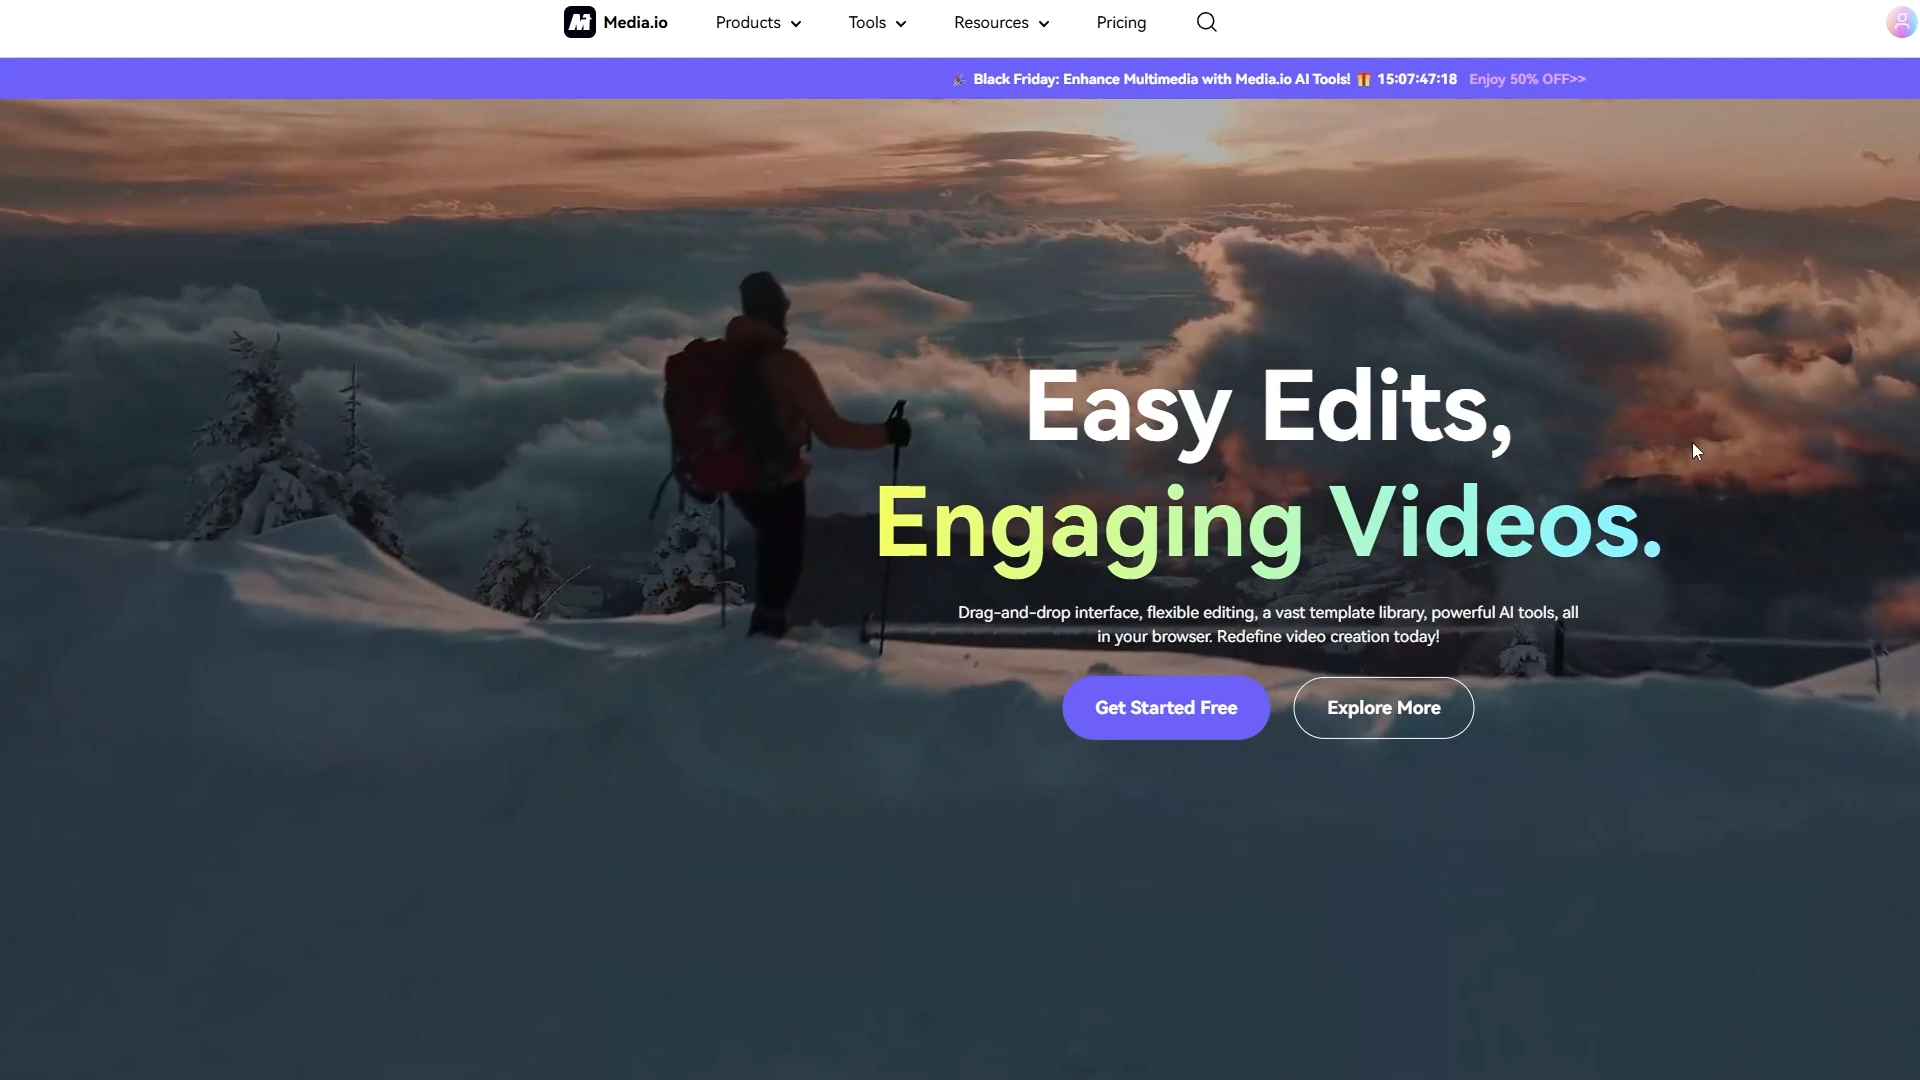 Media.io Products Tools Resources Pricing
Black Friday: Enhance Multimedia with Media.io AI Tools! 15:07:47:18 Enjoy 50% OFF>>
Easy Edits,
Engaging Videos.
Drag-and-drop interface, flexible editing, a vast template library, powerful AI tools, all
in your browser. Redefine video creation today!
Get Started Free Explore More